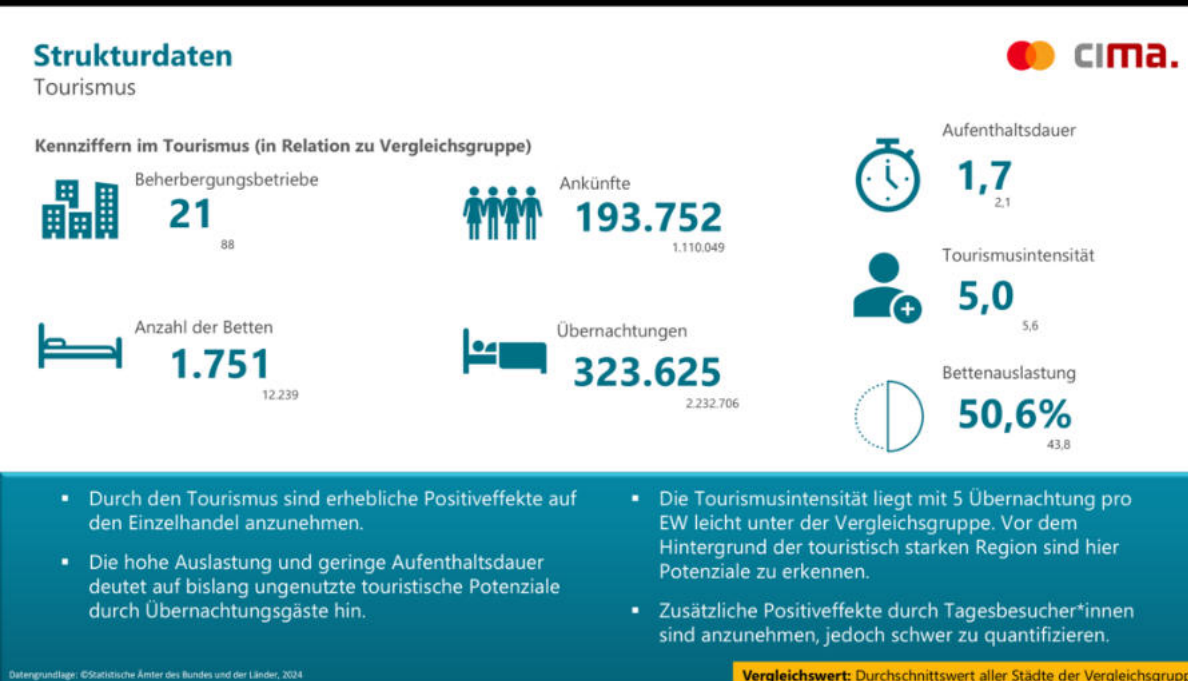 Strukturdaten
Tourismus
cima.
Kennziffern im Tourismus (in Relation zu Vergleichsgruppe)
Beherbergungsbetriebe
21
88
Ankünfte
193.752
1.110.049
Aufenthaltsdauer
1,7
2,1
Tourismusintensität
5,0
5,6
Anzahl der Betten
1.751
12.239
Übernachtungen
323.625
2.232.706
Bettenauslastung
50,6%
43,8
▪ Durch den Tourismus sind erhebliche Positiveffekte auf
den Einzelhandel anzunehmen.
▪ Die hohe Auslastung und geringe Aufenthaltsdauer
deutet auf bislang ungenutzte touristische Potenziale
durch Übernachtungsgäste hin.
▪ Die Tourismusintensität liegt mit 5 Übernachtung pro
EW leicht unter der Vergleichsgruppe. Vor dem
Hintergrund der touristisch starken Region sind hier
Potenziale zu erkennen.
▪ Zusätzliche Positiveffekte durch Tagesbesucher*innen
sind anzunehmen, jedoch schwer zu quantifizieren.
Datengrundlage: ©Statistische Ämter des Bundes und der Länder, 2024
Vergleichswert: Durchschnittswert aller Städte der Vergleichsgrupp